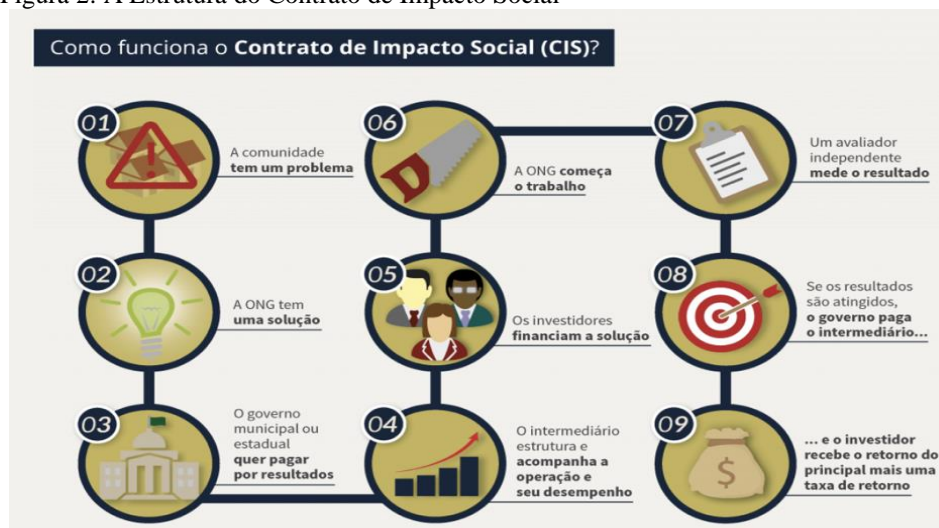 Figura 2: A Estrutura do Contrato de Impacto Social
Como funciona o Contrato de Impacto Social (CIS)?
01
A comunidade
tem um problema
02
A ONG tem
uma solução
03
O governo
municipal ou
estadual
quer pagar
por resultados
04
O intermediário
estrutura e
acompanha a
operação e
seu desempenho
05
Os investidores
financiam a solução
06
A ONG começa
o trabalho
07
Um avaliador
independente
mede o resultado
08
Se os resultados
são atingidos,
o governo paga
o intermediário...
09
... e o investidor
recebe o retorno do
principal mais uma
taxa de retorno
$